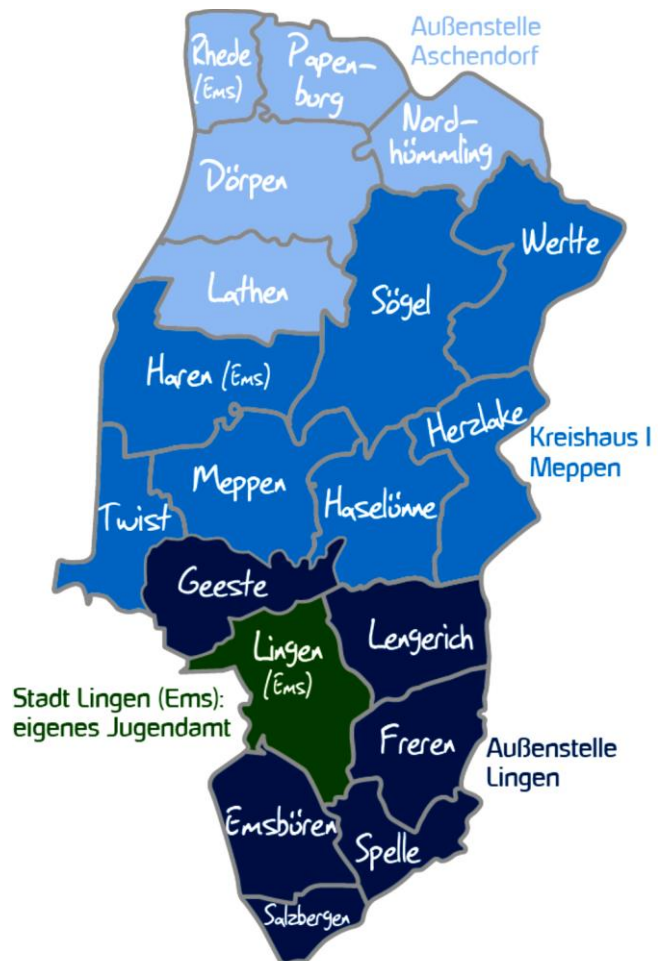 Außenstelle
Aschendorf
Rhede
(Ems)
Papen-
burg
Nord-
hümmling
Dörpen
Werlte
Lathen
Sögel
Haren (Ems)
Herzlake
Kreishaus I
Meppen
Meppen
Haselünne
Twist
Geeste
Lingen
(Ems)
Lengerich
Stadt Lingen (Ems):
eigenes Jugendamt
Freren
Außenstelle
Lingen
Emsbüren
Spelle
Salzbergen